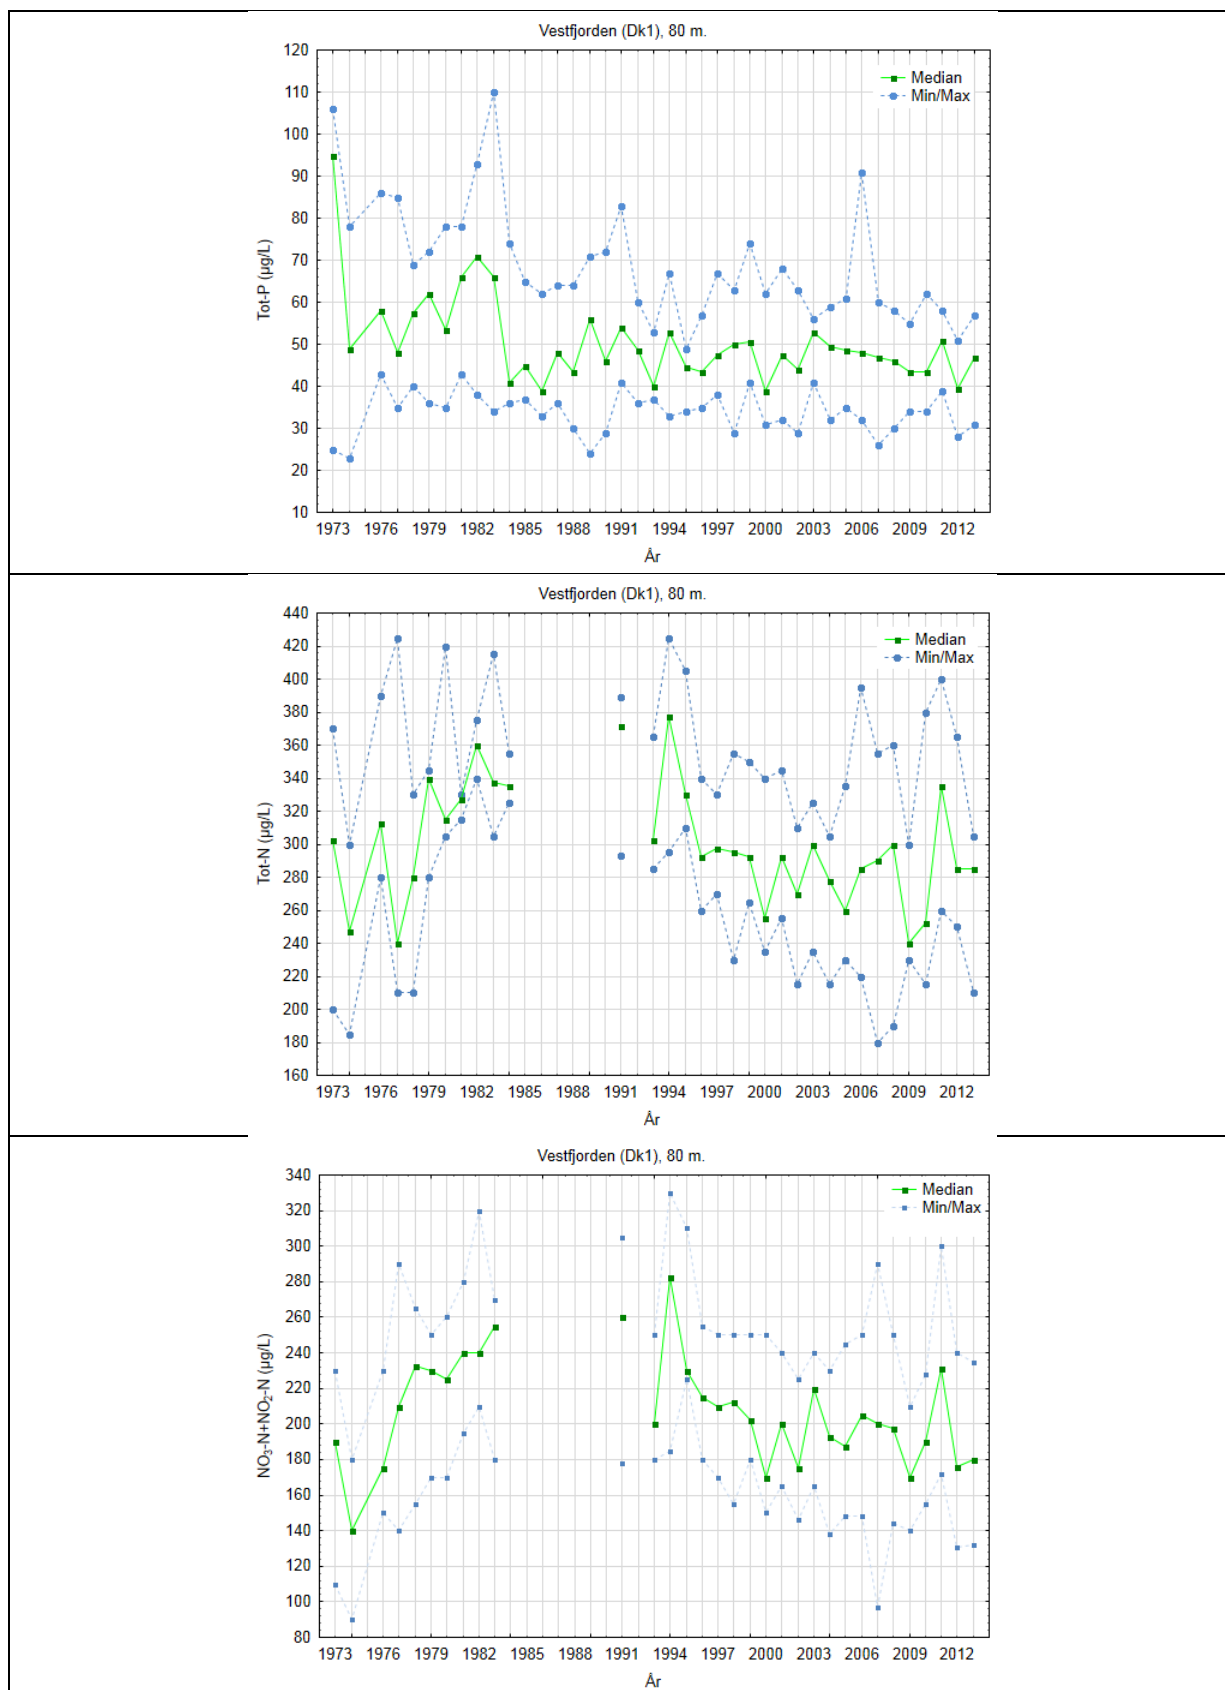 Vestfjorden (Dk1), 80 m.
Median
Min/Max
120
110
100
90
80
70
60
50
40
30
20
10
Tot-P (µg/L)
1973 1976 1979 1982 1985 1988 1991 1994 1997 2000 2003 2006 2009 2012
År
Vestfjorden (Dk1), 80 m.
Median
Min/Max
440
420
400
380
360
340
320
300
280
260
240
220
200
180
160
Tot-N (µg/L)
1973 1976 1979 1982 1985 1988 1991 1994 1997 2000 2003 2006 2009 2012
År
Vestfjorden (Dk1), 80 m.
Median
Min/Max
340
320
300
280
260
240
220
200
180
160
140
120
100
80
NO₃-N+NO₂-N (µg/L)
1973 1976 1979 1982 1985 1988 1991 1994 1997 2000 2003 2006 2009 2012
År